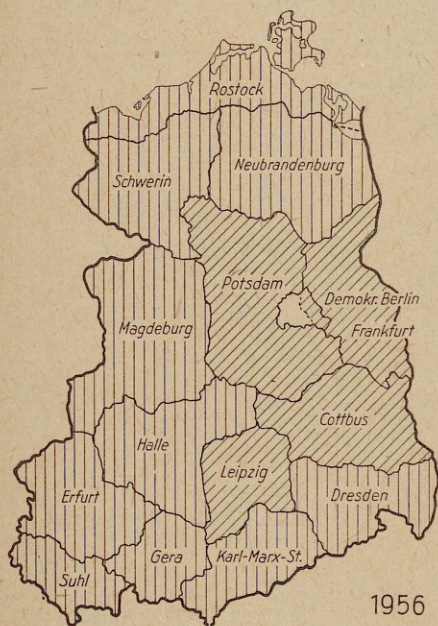 Rostock
Schwerin
Neubrandenburg
Potsdam
Demokr. Berlin
Frankfurt
Magdeburg
Cottbus
Halle
Leipzig
Dresden
Erfurt
Gera
Karl-Marx-St.
Suhl
1956